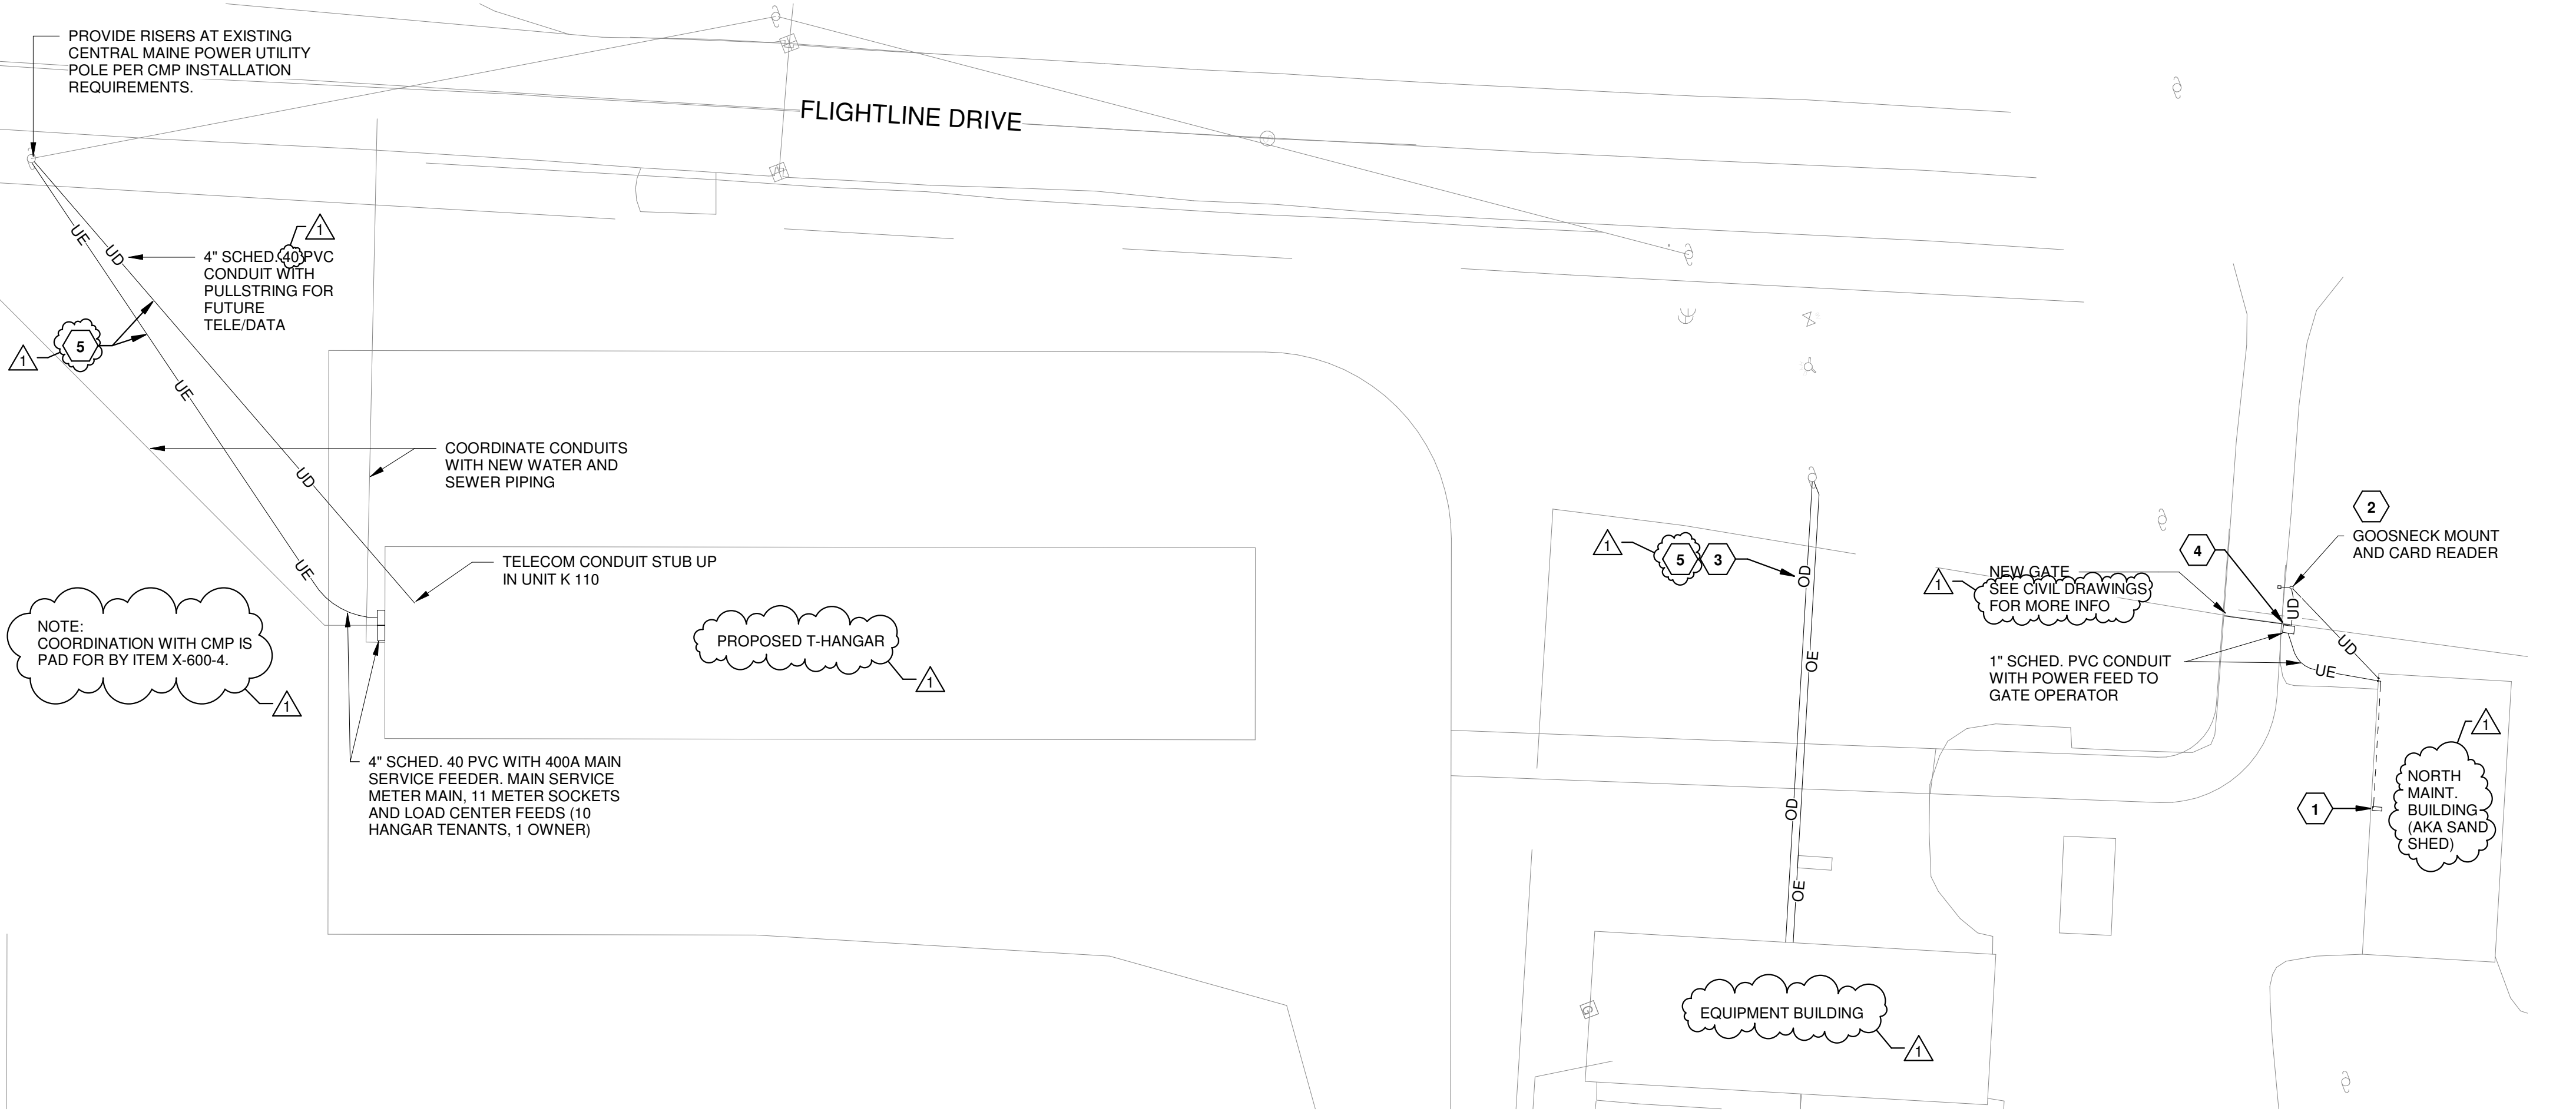 PROVIDE RISERS AT EXISTING
CENTRAL MAINE POWER UTILITY
POLE PER CMP INSTALLATION
REQUIREMENTS.
FLIGHTLINE DRIVE
UE
UD
1
4" SCHED. 40 PVC
CONDUIT WITH
PULLSTRING FOR
FUTURE
TELE/DATA
5
1
UE
UD
COORDINATE CONDUITS
WITH NEW WATER AND
SEWER PIPING
UE
TELECOM CONDUIT STUB UP
IN UNIT K 110
NOTE:
COORDINATION WITH CMP IS
PAD FOR BY ITEM X-600-4.
1
PROPOSED T-HANGAR
1
4" SCHED. 40 PVC WITH 400A MAIN
SERVICE FEEDER. MAIN SERVICE
METER MAIN, 11 METER SOCKETS
AND LOAD CENTER FEEDS (10
HANGAR TENANTS, 1 OWNER)
1
5
3
OD
OE
OD
OE
2
GOOSNECK MOUNT
AND CARD READER
4
1
NEW GATE
SEE CIVIL DRAWINGS
FOR MORE INFO
UD
UD
UE
1" SCHED. PVC CONDUIT
WITH POWER FEED TO
GATE OPERATOR
1
NORTH
MAINT.
BUILDING
(AKA SAND
SHED)
1
G
EQUIPMENT BUILDING
1